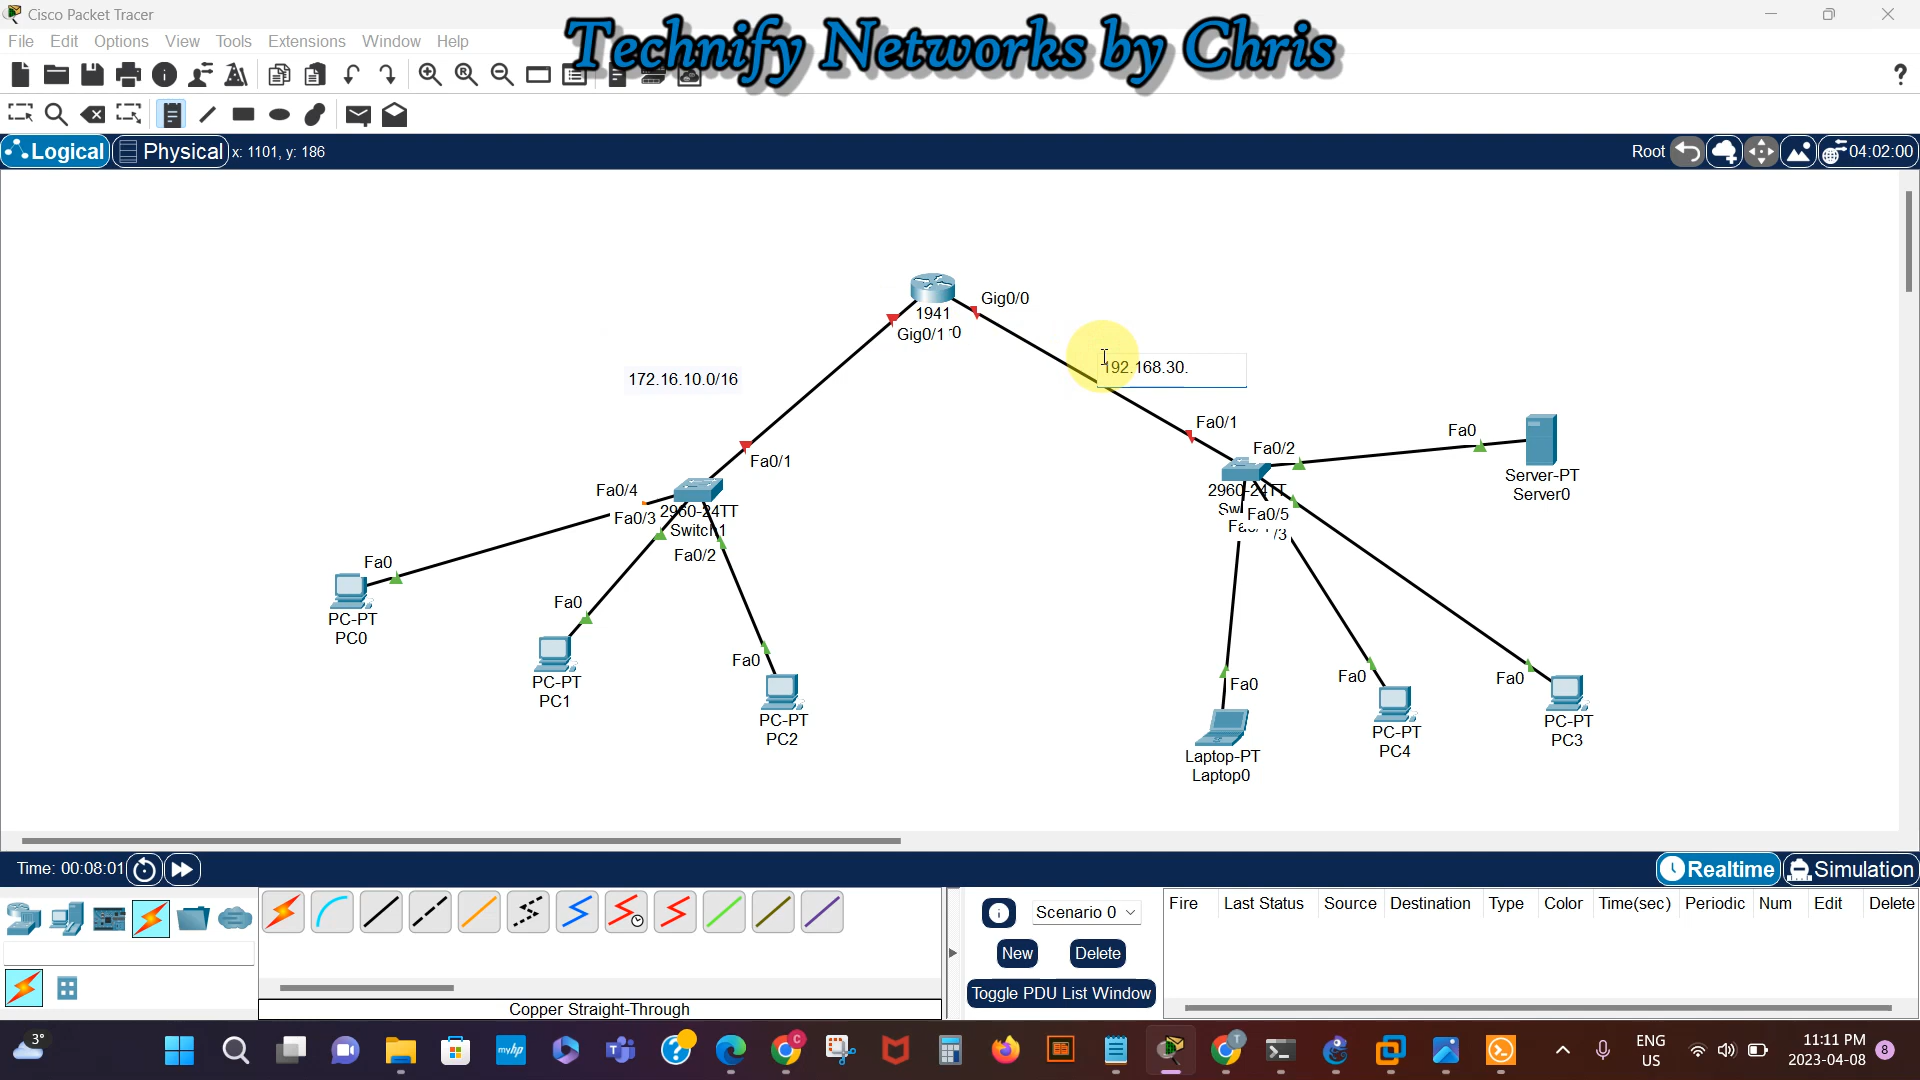 Cisco Packet Tracer
Technify Networks by Chris
File Edit Options View Tools Extensions Window Help
?
Logical Physical x: 1101, y: 186
Root 04:02:00
Gig0/0
1941
Gig0/1 r0
172.16.10.0/16
192.168.30.
Fa0/1
Fa0/2
Fa0
Server-PT
Server0
2960-24TT
Fa0/5
/3
Fa0/1
Fa0/4
Fa0/3
2960-24TT
Switch1
Fa0/2
Fa0
PC-PT
PC0
Fa0
PC-PT
PC1
Fa0
PC-PT
PC2
Fa0
Laptop-PT
Laptop0
Fa0
PC-PT
PC4
Fa0
PC-PT
PC3
Time: 00:08:01
Realtime Simulation
Scenario 0
New Delete
Toggle PDU List Window
Fire Last Status Source Destination Type Color Time(sec) Periodic Num Edit Delete
Copper Straight-Through
3°
myhp
C
T
ENG
US
11:11 PM
2023-04-08
8